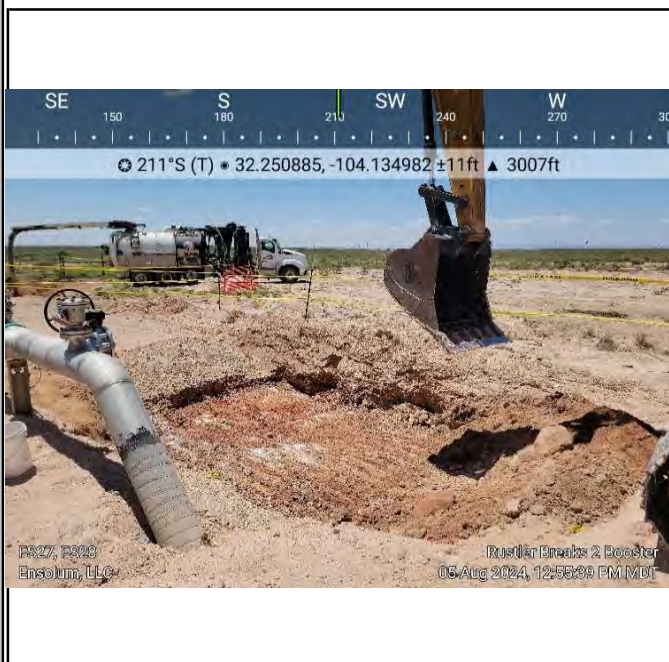 SE S SW W
150 180 210 240 270 30
211°S (T) 32.250885, -104.134982 ±11ft ▲ 3007ft
FS27, FS28
Ensolum, LLC
Rustler Breaks 2 Booster
05 Aug 2024, 12:55:39 PM MDT